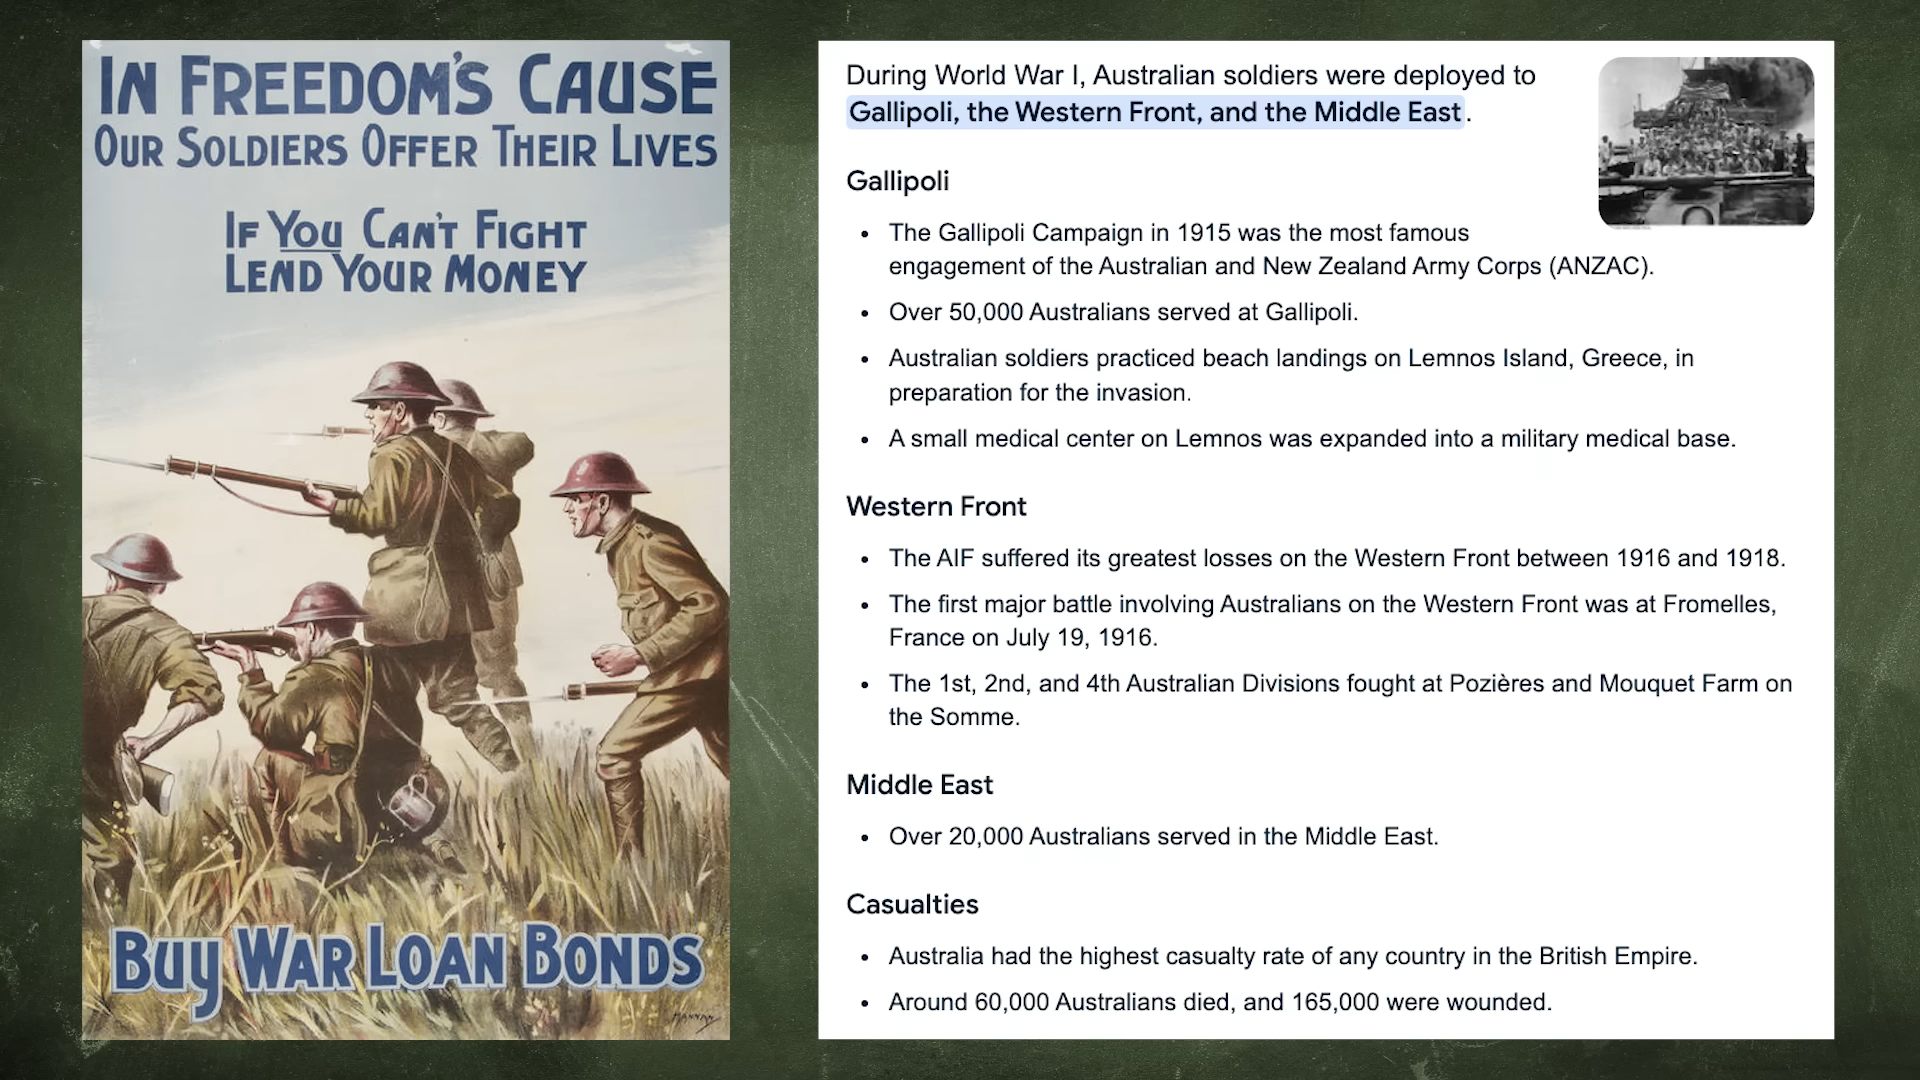 IN FREEDOM'S CAUSE
OUR SOLDIERS OFFER THEIR LIVES
IF YOU CAN'T FIGHT
LEND YOUR MONEY
BUY WAR LOAN BONDS
HANNAN
During World War I, Australian soldiers were deployed to
Gallipoli, the Western Front, and the Middle East.
Gallipoli
• The Gallipoli Campaign in 1915 was the most famous
engagement of the Australian and New Zealand Army Corps (ANZAC).
• Over 50,000 Australians served at Gallipoli.
• Australian soldiers practiced beach landings on Lemnos Island, Greece, in
preparation for the invasion.
• A small medical center on Lemnos was expanded into a military medical base.
Western Front
• The AIF suffered its greatest losses on the Western Front between 1916 and 1918.
• The first major battle involving Australians on the Western Front was at Fromelles,
France on July 19, 1916.
• The 1st, 2nd, and 4th Australian Divisions fought at Pozières and Mouquet Farm on
the Somme.
Middle East
• Over 20,000 Australians served in the Middle East.
Casualties
• Australia had the highest casualty rate of any country in the British Empire.
• Around 60,000 Australians died, and 165,000 were wounded.